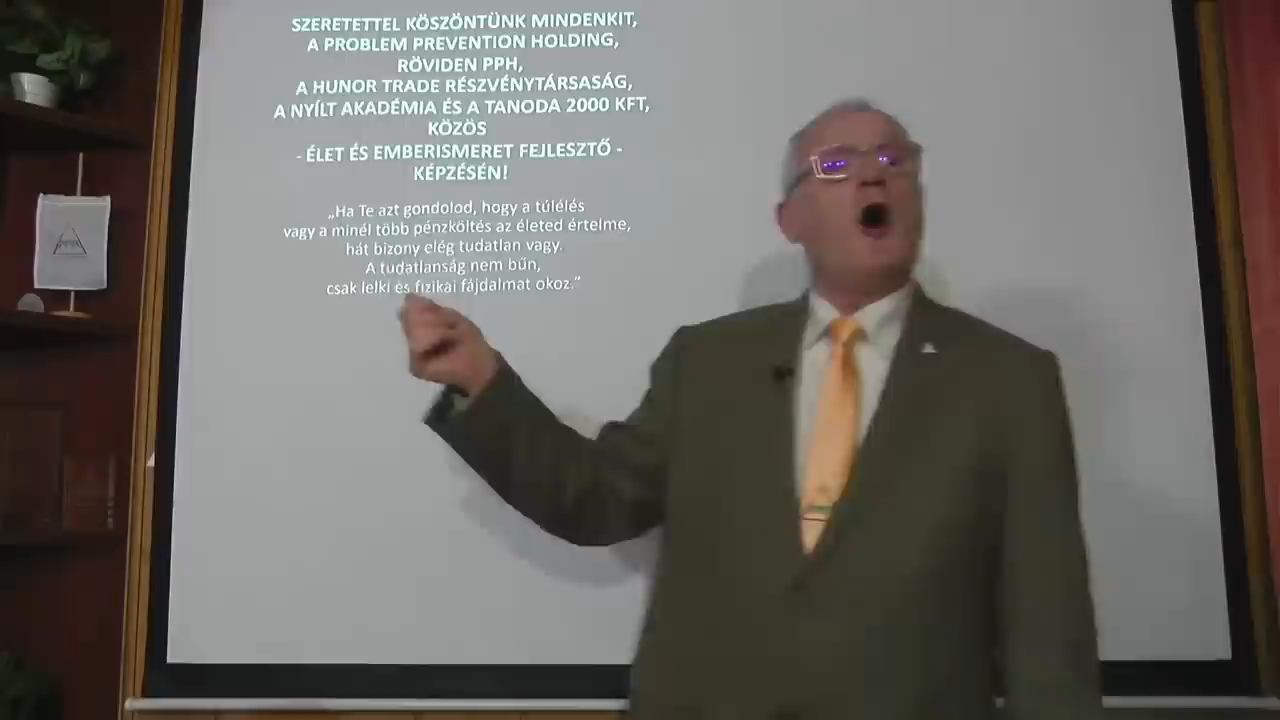 SZERETETTEL KÖSZÖNTÜNK MINDENKIT,
A PROBLEM PREVENTION HOLDING,
RÖVIDEN PPH,
A HUNOR TRADE RÉSZVÉNYTÁRSASÁG,
A NYÍLT AKADÉMIA ÉS A TANODA 2000 KFT,
KÖZÖS
- ÉLET ÉS EMBERISMERET FEJLESZTŐ -
KÉPZÉSÉN!
„Ha Te azt gondolod, hogy a túlélés
vagy a minél több pénzköltés az életed értelme,
hát bizony elég tudatlan vagy.
A tudatlanság nem bűn,
csak lelki és fizikai fájdalmat okoz.”